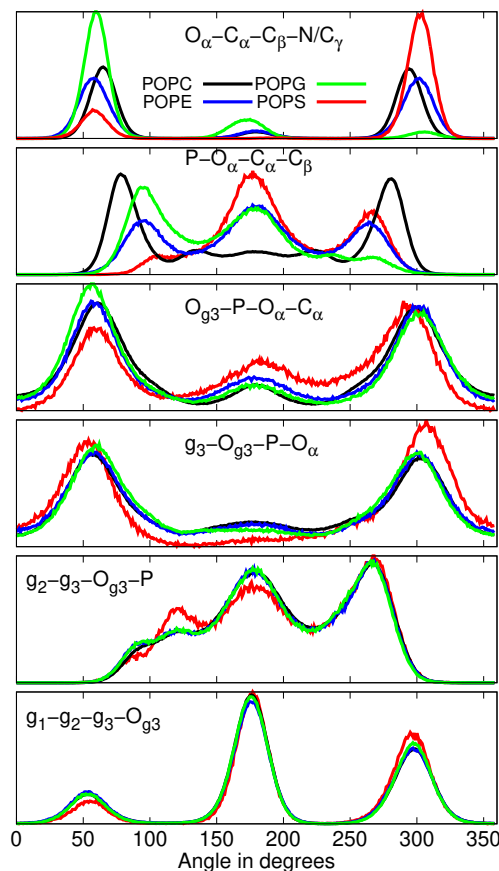 Oα–Cα–Cβ–N/Cγ
POPC POPG
POPE POPS
P–Oα–Cα–Cβ
Og3–P–Oα–Cα
g3–Og3–P–Oα
g2–g3–Og3–P
g1–g2–g3–Og3
0 50 100 150 200 250 300 350
Angle in degrees